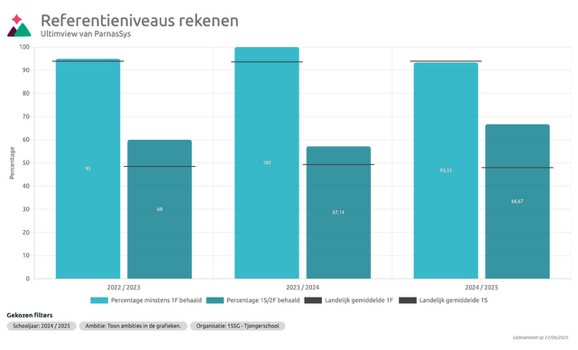 Referentieniveaus rekenen
Ultimview van ParnasSys
Percentage
100
90
80
70
60
50
40
30
20
10
0
95
60
100
57,14
93,33
66,67
2022 / 2023
2023 / 2024
2024 / 2025
Percentage minstens 1F behaald
Percentage 1S/2F behaald
Landelijk gemiddelde 1F
Landelijk gemiddelde 1S
Gekozen filters
Schooljaar: 2024 / 2025
Ambitie: Toon ambities in de grafieken.
Organisatie: 15SG - Tjongerschool